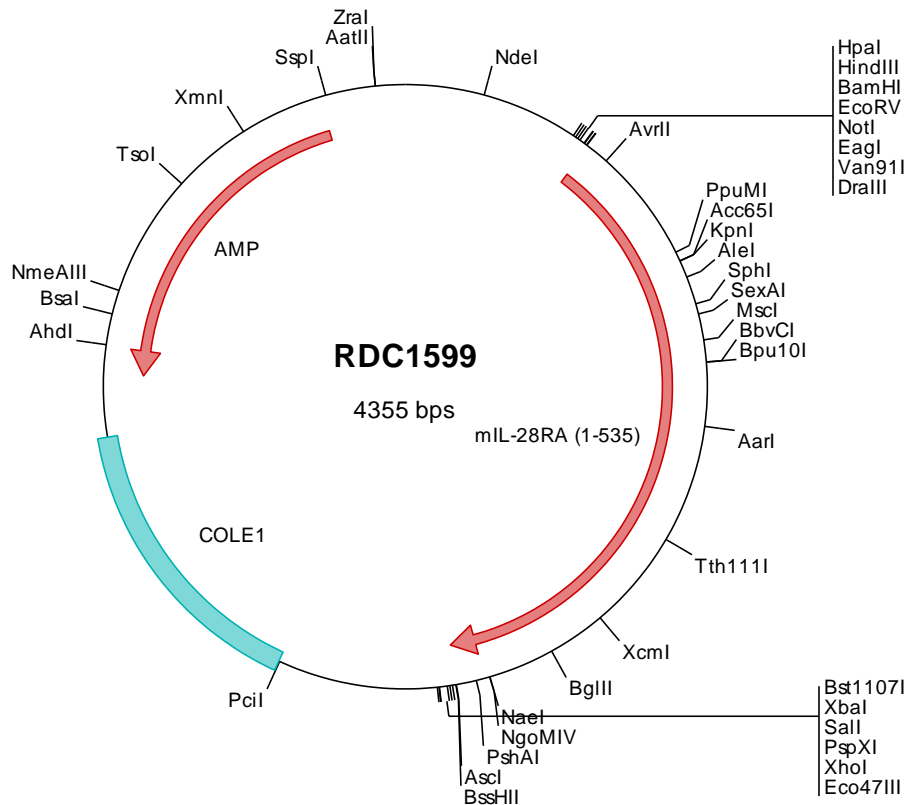 ZraI
AatII
SspI
NdeI
XmnI
TsoI
NmeAIII
BsaI
AhdI
HpaI
HindIII
BamHI
EcoRV
NotI
EagI
Van91I
DraIII
AvrII
PpuMI
Acc65I
KpnI
AleI
SphI
SexAI
MscI
BbvCI
Bpu10I
AMP
RDC1599
4355 bps
mIL-28RA (1-535)
AarI
COLE1
Tth111I
XcmI
BglII
PciI
NaeI
NgoMIV
PshAI
AscI
BssHII
Bst1107I
XbaI
SalI
PspXI
XhoI
Eco47III